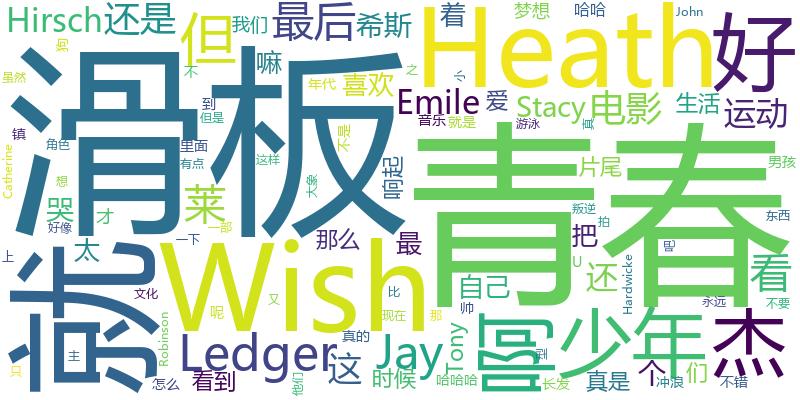 Hirsch 还是 但 我们 最后 希斯 着 梦想 哈哈 John
狗 不 嘛 年代 喜欢 之 小 Heath 好
虽然 滑板 到 但是 Emile 爱 Stacy 电影 生活 运动
镇 音乐 就是 游泳 真
角色 里面 有点 这样 不是 响起 青春 片尾 男孩
Catherine 想 哭 才 莱 大象 叛逆 拍 东西
好像 一部 那么 最 把
上 就 太 一下 Wish 还 看
文化 呢 又 比 自己 U Hardwicke 永远 不要
Robinson 现在 那 帅 啊 少年 杰
口 主 Ledger 真的 Jay Tony 到
怎么 看到 这 他们 时候 哈哈哈 长发 真是 个 们 冲浪 不错